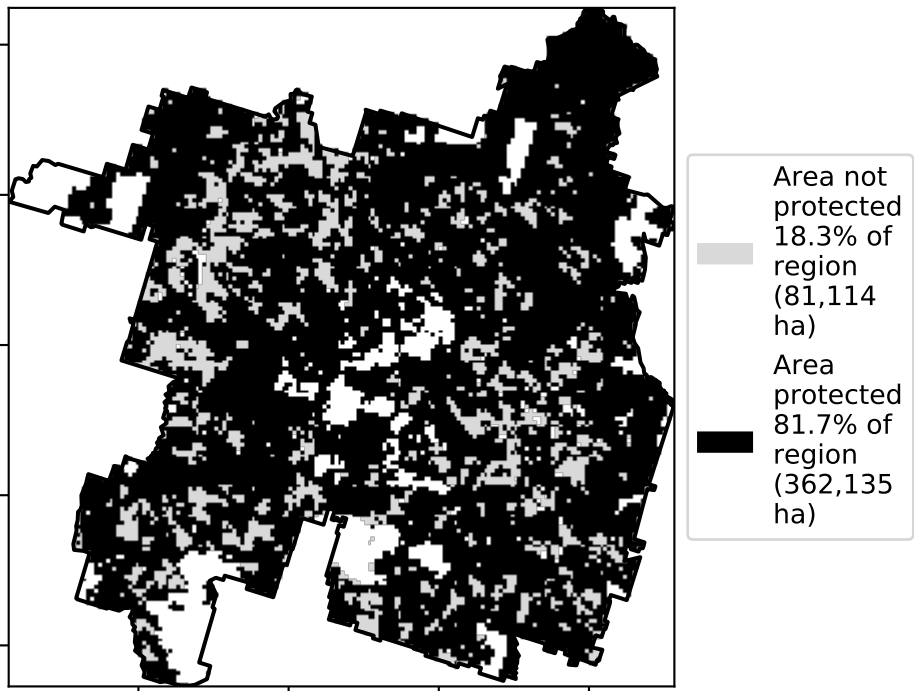 Area not
protected
18.3% of
region
(81,114
ha)
Area
protected
81.7% of
region
(362,135
ha)